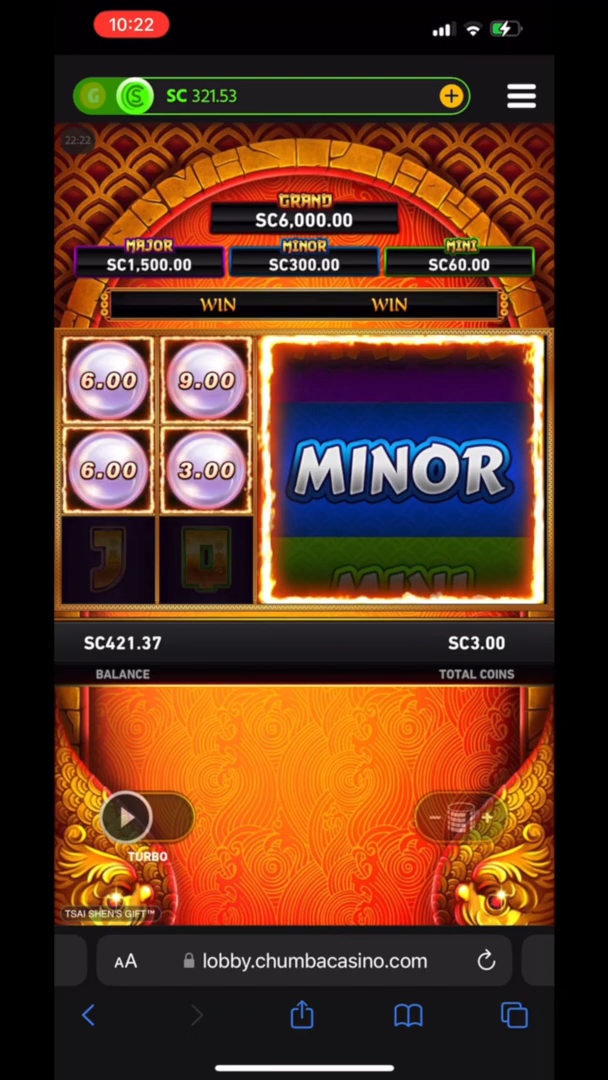 10:22
G S SC 321.53 +
22:22
GRAND
SC6,000.00
MAJOR MINOR MINI
SC1,500.00 SC300.00 SC60.00
WIN WIN
6.00 9.00
MAJOR
MINOR
6.00 3.00
J
MINI
SC421.37 SC3.00
BALANCE TOTAL COINS
TURBO
TSAI SHEN'S GIFT™
AA lobby.chumbacasino.com